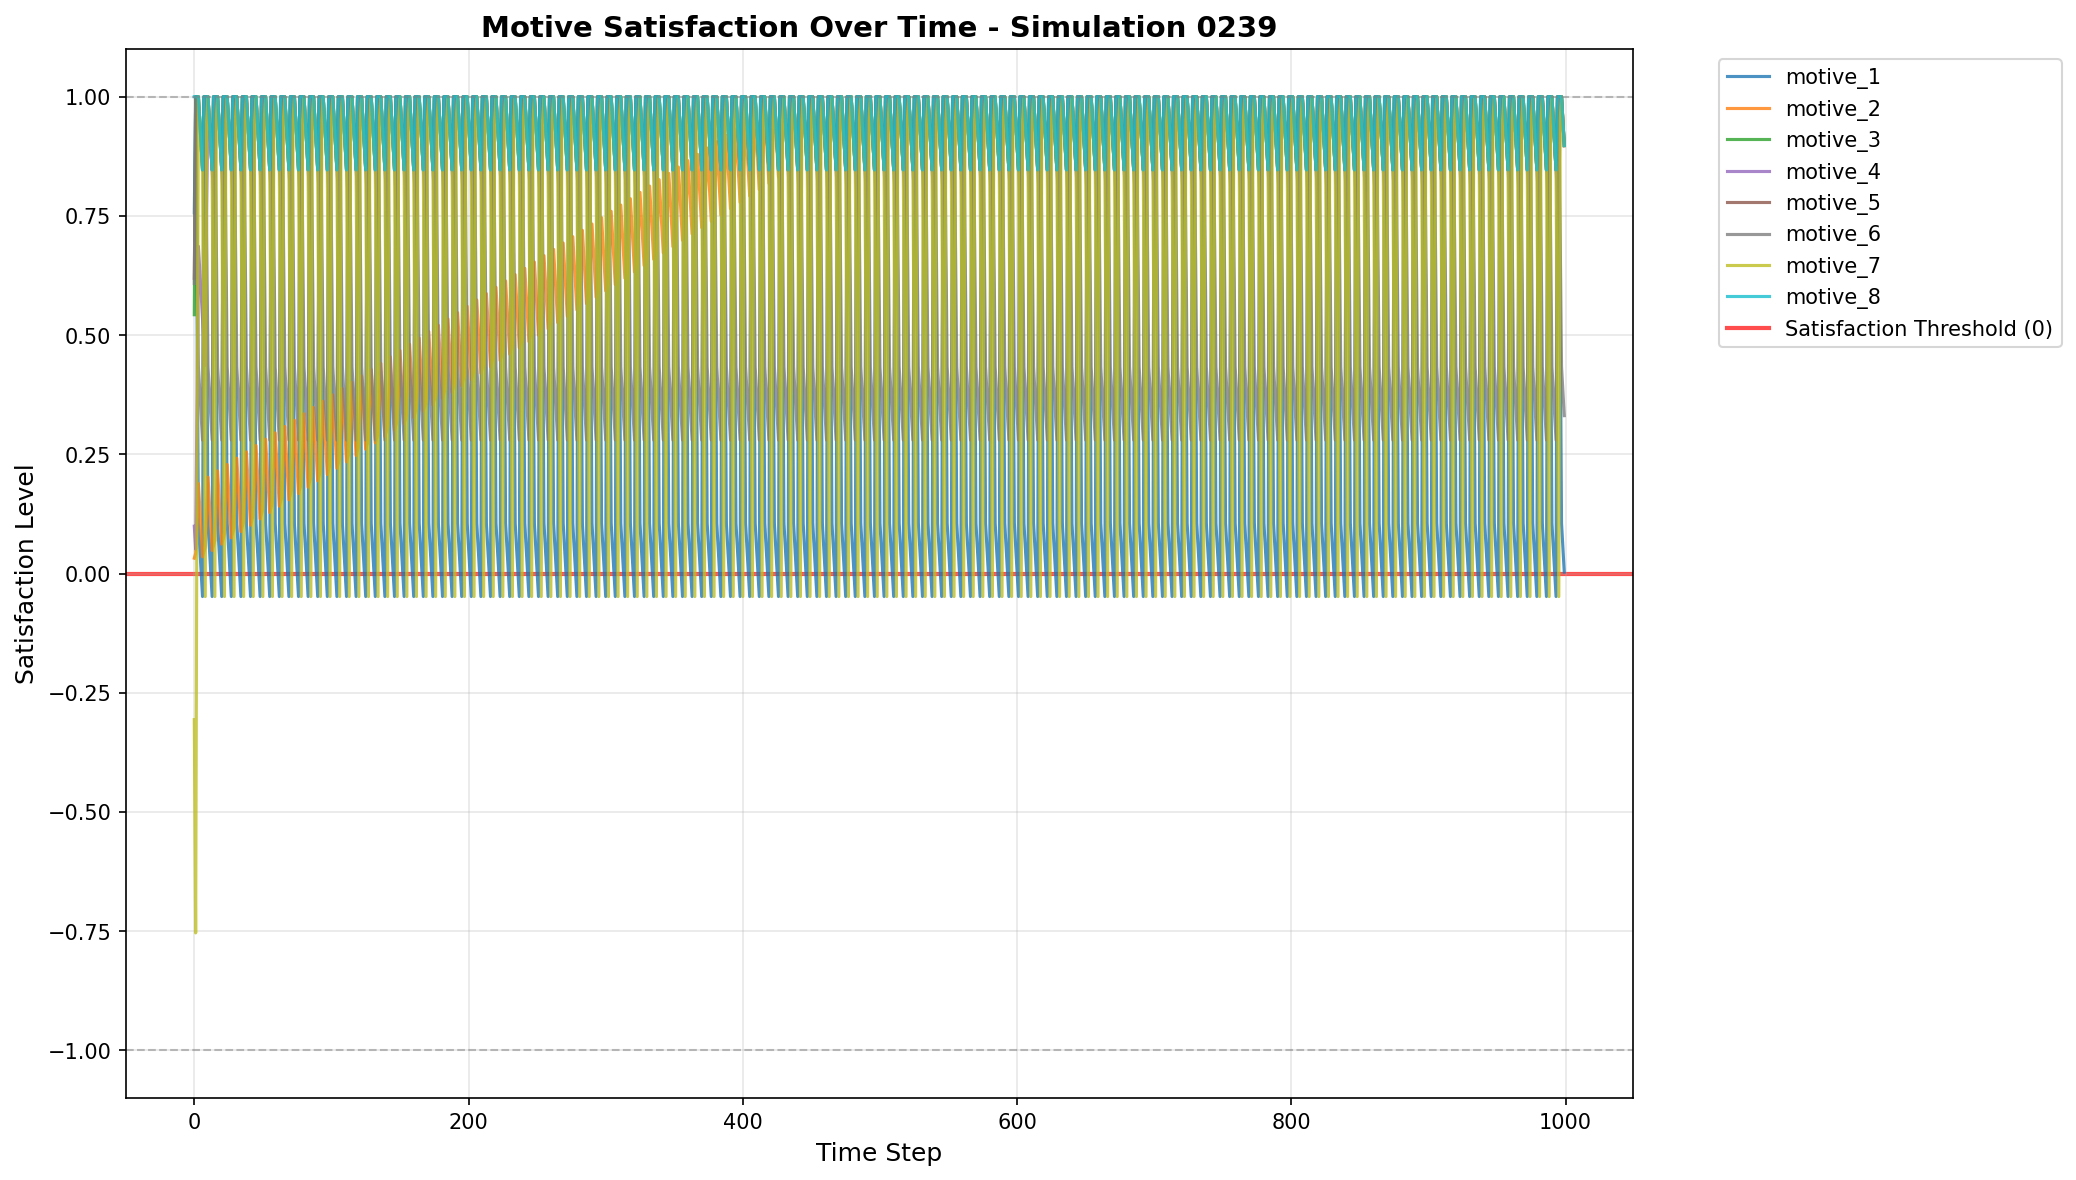 Motive Satisfaction Over Time - Simulation 0239
1.00
0.75
0.50
0.25
0.00
−0.25
−0.50
−0.75
−1.00
Satisfaction Level
0
200
400
600
800
1000
Time Step
motive_1
motive_2
motive_3
motive_4
motive_5
motive_6
motive_7
motive_8
Satisfaction Threshold (0)